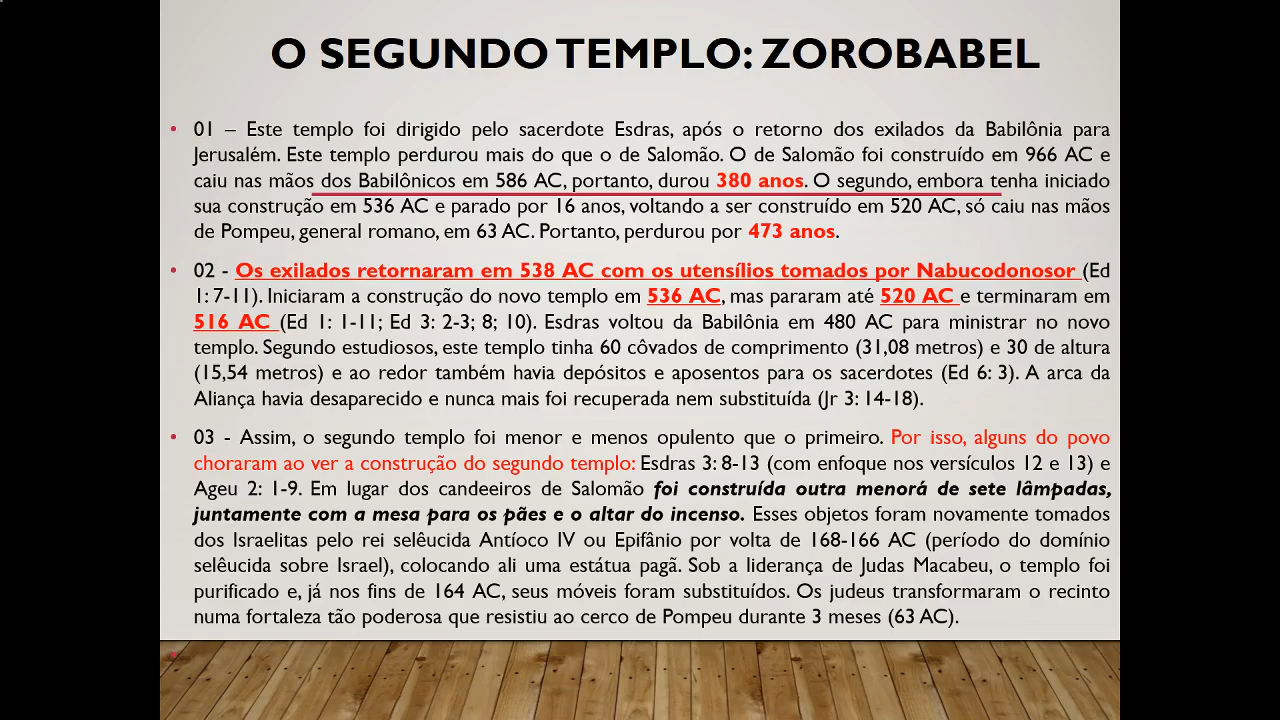 O SEGUNDO TEMPLO: ZOROBABEL
• 01 – Este templo foi dirigido pelo sacerdote Esdras, após o retorno dos exilados da Babilônia para
Jerusalém. Este templo perdurou mais do que o de Salomão. O de Salomão foi construído em 966 AC e
caiu nas mãos dos Babilônicos em 586 AC, portanto, durou 380 anos. O segundo, embora tenha iniciado
sua construção em 536 AC e parado por 16 anos, voltando a ser construído em 520 AC, só caiu nas mãos
de Pompeu, general romano, em 63 AC. Portanto, perdurou por 473 anos.
• 02 - Os exilados retornaram em 538 AC com os utensílios tomados por Nabucodonosor (Ed
1: 7-11). Iniciaram a construção do novo templo em 536 AC, mas pararam até 520 AC e terminaram em
516 AC (Ed 1: 1-11; Ed 3: 2-3; 8; 10). Esdras voltou da Babilônia em 480 AC para ministrar no novo
templo. Segundo estudiosos, este templo tinha 60 côvados de comprimento (31,08 metros) e 30 de altura
(15,54 metros) e ao redor também havia depósitos e aposentos para os sacerdotes (Ed 6: 3). A arca da
Aliança havia desaparecido e nunca mais foi recuperada nem substituída (Jr 3: 14-18).
• 03 - Assim, o segundo templo foi menor e menos opulento que o primeiro. Por isso, alguns do povo
choraram ao ver a construção do segundo templo: Esdras 3: 8-13 (com enfoque nos versículos 12 e 13) e
Ageu 2: 1-9. Em lugar dos candeeiros de Salomão foi construída outra menorá de sete lâmpadas,
juntamente com a mesa para os pães e o altar do incenso. Esses objetos foram novamente tomados
dos Israelitas pelo rei selêucida Antíoco IV ou Epifânio por volta de 168-166 AC (período do domínio
selêucida sobre Israel), colocando ali uma estátua pagã. Sob a liderança de Judas Macabeu, o templo foi
purificado e, já nos fins de 164 AC, seus móveis foram substituídos. Os judeus transformaram o recinto
numa fortaleza tão poderosa que resistiu ao cerco de Pompeu durante 3 meses (63 AC).